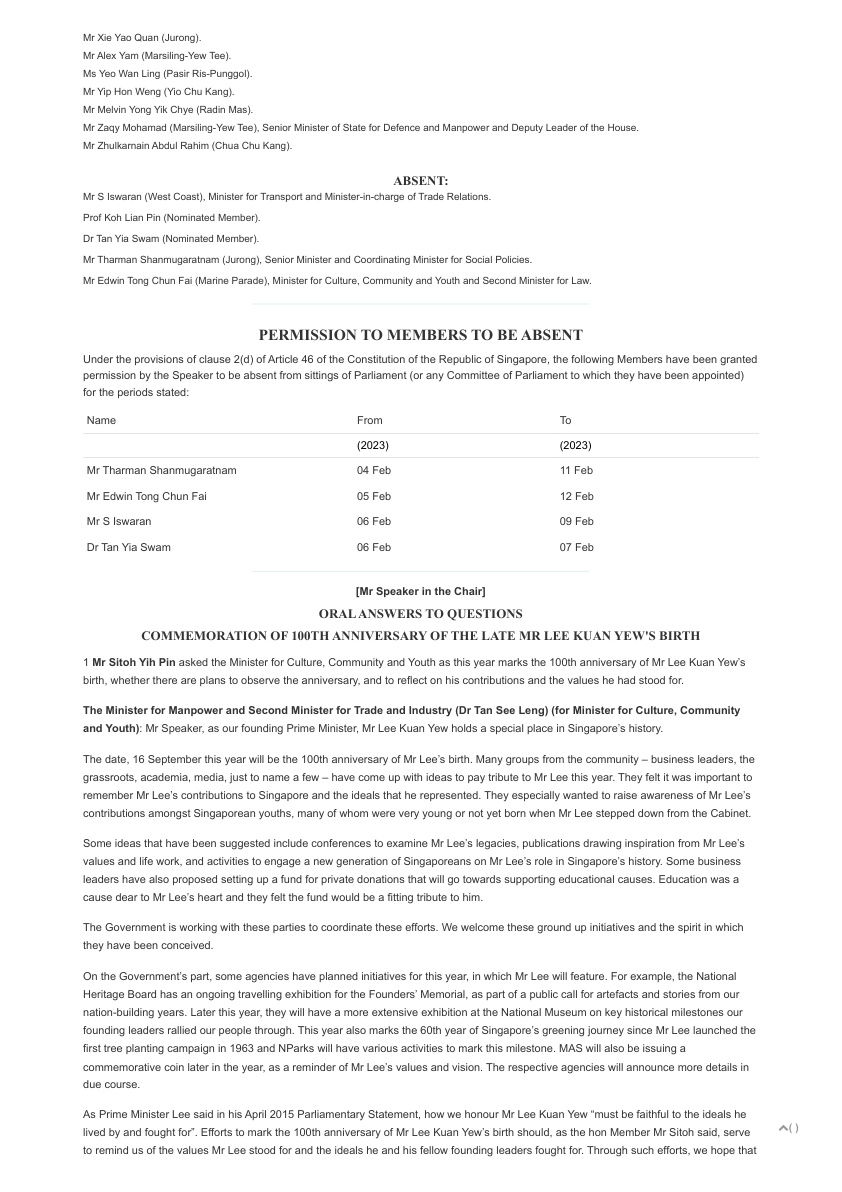 Mr Xie Yao Quan (Jurong).
Mr Alex Yam (Marsiling-Yew Tee).
Ms Yeo Wan Ling (Pasir Ris-Punggol).
Mr Yip Hon Weng (Yio Chu Kang).
Mr Melvin Yong Yik Chye (Radin Mas).
Mr Zaqy Mohamad (Marsiling-Yew Tee), Senior Minister of State for Defence and Manpower and Deputy Leader of the House.
Mr Zhulkarnain Abdul Rahim (Chua Chu Kang).
ABSENT:
Mr S Iswaran (West Coast), Minister for Transport and Minister-in-charge of Trade Relations.
Prof Koh Lian Pin (Nominated Member).
Dr Tan Yia Swam (Nominated Member).
Mr Tharman Shanmugaratnam (Jurong), Senior Minister and Coordinating Minister for Social Policies.
Mr Edwin Tong Chun Fai (Marine Parade), Minister for Culture, Community and Youth and Second Minister for Law.
PERMISSION TO MEMBERS TO BE ABSENT
Under the provisions of clause 2(d) of Article 46 of the Constitution of the Republic of Singapore, the following Members have been granted
permission by the Speaker to be absent from sittings of Parliament (or any Committee of Parliament to which they have been appointed)
for the periods stated:
Name From To
(2023) (2023)
Mr Tharman Shanmugaratnam 04 Feb 11 Feb
Mr Edwin Tong Chun Fai 05 Feb 12 Feb
Mr S Iswaran 06 Feb 09 Feb
Dr Tan Yia Swam 06 Feb 07 Feb
[Mr Speaker in the Chair]
ORAL ANSWERS TO QUESTIONS
COMMEMORATION OF 100TH ANNIVERSARY OF THE LATE MR LEE KUAN YEW'S BIRTH
1 Mr Sitoh Yih Pin asked the Minister for Culture, Community and Youth as this year marks the 100th anniversary of Mr Lee Kuan Yew's
birth, whether there are plans to observe the anniversary, and to reflect on his contributions and the values he had stood for.
The Minister for Manpower and Second Minister for Trade and Industry (Dr Tan See Leng) (for Minister for Culture, Community
and Youth): Mr Speaker, as our founding Prime Minister, Mr Lee Kuan Yew holds a special place in Singapore's history.
The date, 16 September this year will be the 100th anniversary of Mr Lee's birth. Many groups from the community – business leaders, the
grassroots, academia, media, just to name a few – have come up with ideas to pay tribute to Mr Lee this year. They felt it was important to
remember Mr Lee's contributions to Singapore and the ideals that he represented. They especially wanted to raise awareness of Mr Lee's
contributions amongst Singaporean youths, many of whom were very young or not yet born when Mr Lee stepped down from the Cabinet.
Some ideas that have been suggested include conferences to examine Mr Lee's legacies, publications drawing inspiration from Mr Lee's
values and life work, and activities to engage a new generation of Singaporeans on Mr Lee's role in Singapore's history. Some business
leaders have also proposed setting up a fund for private donations that will go towards supporting educational causes. Education was a
cause dear to Mr Lee's heart and they felt the fund would be a fitting tribute to him.
The Government is working with these parties to coordinate these efforts. We welcome these ground up initiatives and the spirit in which
they have been conceived.
On the Government's part, some agencies have planned initiatives for this year, in which Mr Lee will feature. For example, the National
Heritage Board has an ongoing travelling exhibition for the Founders' Memorial, as part of a public call for artefacts and stories from our
nation-building years. Later this year, they will have a more extensive exhibition at the National Museum on key historical milestones our
founding leaders rallied our people through. This year also marks the 60th year of Singapore's greening journey since Mr Lee launched the
first tree planting campaign in 1963 and NParks will have various activities to mark this milestone. MAS will also be issuing a
commemorative coin later in the year, as a reminder of Mr Lee's values and vision. The respective agencies will announce more details in
due course.
As Prime Minister Lee said in his April 2015 Parliamentary Statement, how we honour Mr Lee Kuan Yew “must be faithful to the ideals he
lived by and fought for”. Efforts to mark the 100th anniversary of Mr Lee Kuan Yew's birth should, as the hon Member Mr Sitoh said, serve
to remind us of the values Mr Lee stood for and the ideals he and his fellow founding leaders fought for. Through such efforts, we hope that
( )